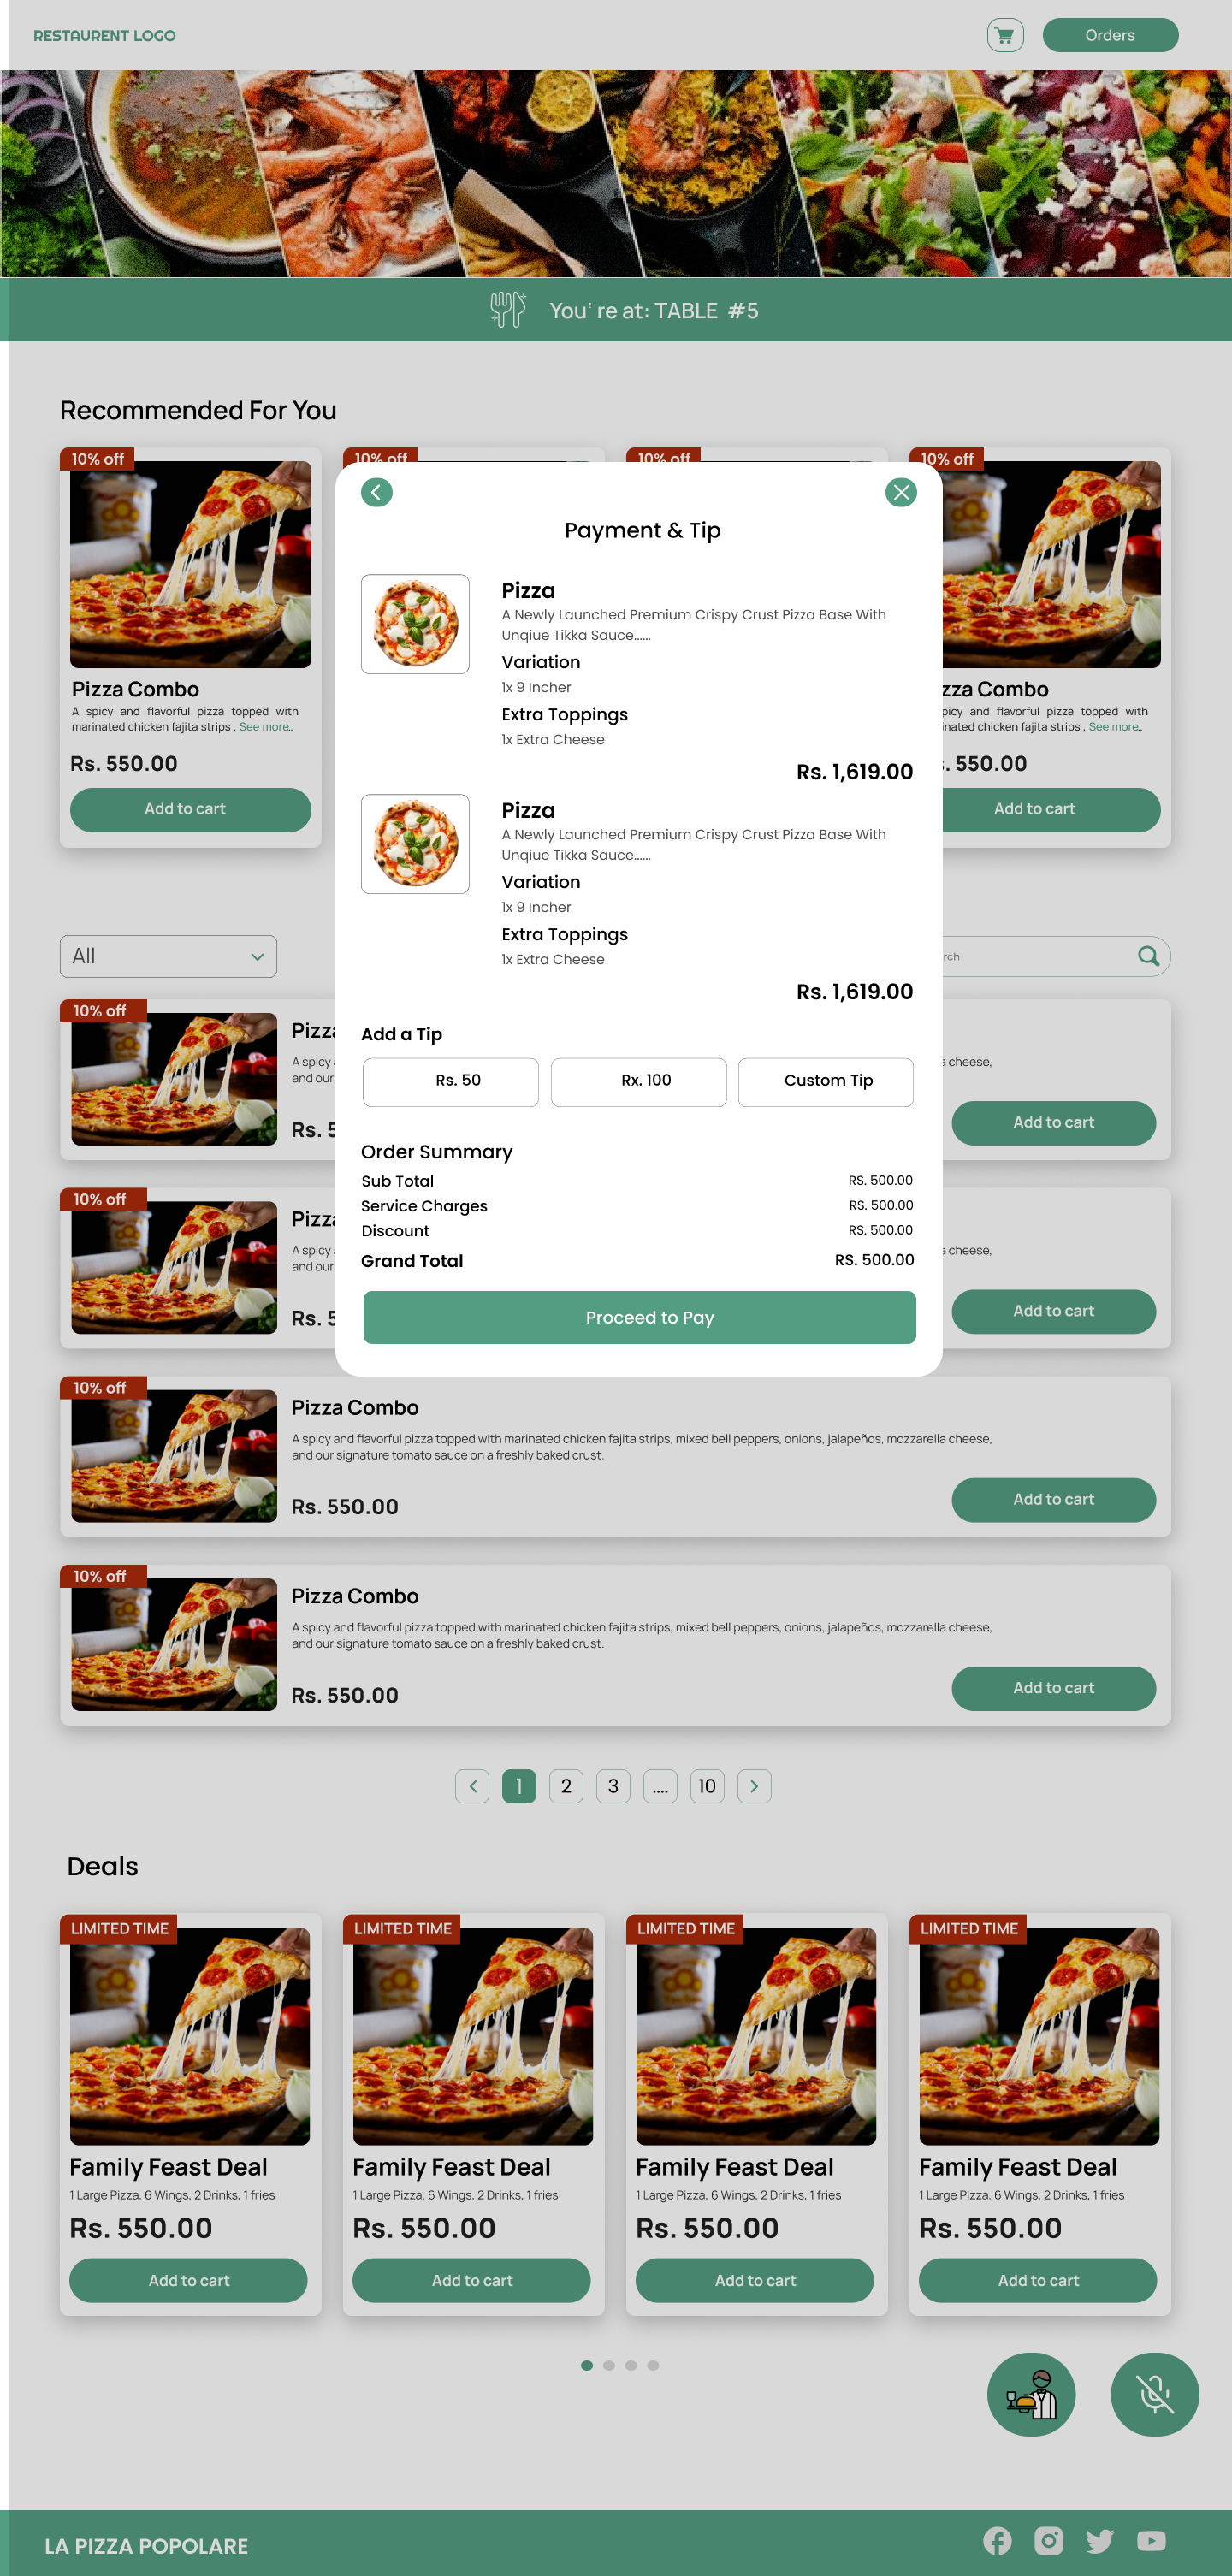 RESTAURENT LOGO
Orders
You' re at: TABLE #5
Recommended For You
10% off
10% off
10% off
10% off
Pizza Combo
A spicy and flavorful pizza topped with
marinated chicken fajita strips , See more..
Rs. 550.00
Add to cart
zza Combo
picy and flavorful pizza topped with
inated chicken fajita strips , See more..
. 550.00
Add to cart
Payment & Tip
Pizza
A Newly Launched Premium Crispy Crust Pizza Base With
Unqiue Tikka Sauce......
Variation
1x 9 Incher
Extra Toppings
1x Extra Cheese
Rs. 1,619.00
Pizza
A Newly Launched Premium Crispy Crust Pizza Base With
Unqiue Tikka Sauce......
Variation
1x 9 Incher
Extra Toppings
1x Extra Cheese
Rs. 1,619.00
Add a Tip
Rs. 50
Rx. 100
Custom Tip
Order Summary
Sub Total RS. 500.00
Service Charges RS. 500.00
Discount RS. 500.00
Grand Total RS. 500.00
Proceed to Pay
All
rch
10% off
Pizza
A spicy a cheese,
and our
Rs. 5
Add to cart
10% off
Pizza
A spicy a cheese,
and our
Rs. 5
Add to cart
10% off
Pizza Combo
A spicy and flavorful pizza topped with marinated chicken fajita strips, mixed bell peppers, onions, jalapeños, mozzarella cheese,
and our signature tomato sauce on a freshly baked crust.
Rs. 550.00
Add to cart
10% off
Pizza Combo
A spicy and flavorful pizza topped with marinated chicken fajita strips, mixed bell peppers, onions, jalapeños, mozzarella cheese,
and our signature tomato sauce on a freshly baked crust.
Rs. 550.00
Add to cart
1 2 3 .... 10
Deals
LIMITED TIME
Family Feast Deal
1 Large Pizza, 6 Wings, 2 Drinks, 1 fries
Rs. 550.00
Add to cart
LIMITED TIME
Family Feast Deal
1 Large Pizza, 6 Wings, 2 Drinks, 1 fries
Rs. 550.00
Add to cart
LIMITED TIME
Family Feast Deal
1 Large Pizza, 6 Wings, 2 Drinks, 1 fries
Rs. 550.00
Add to cart
LIMITED TIME
Family Feast Deal
1 Large Pizza, 6 Wings, 2 Drinks, 1 fries
Rs. 550.00
Add to cart
LA PIZZA POPOLARE